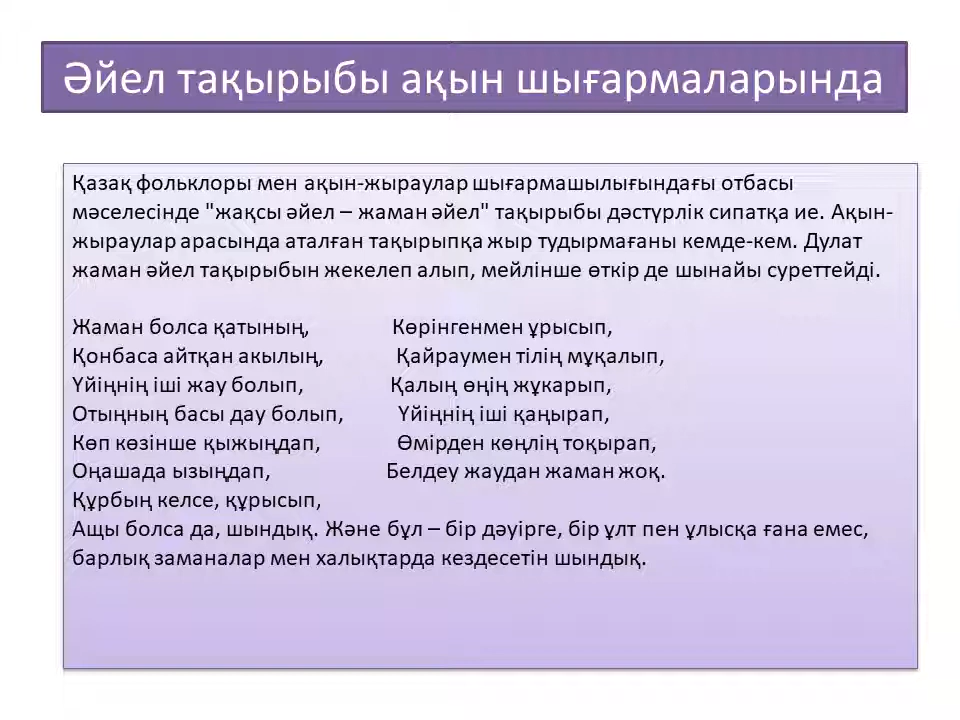 Әйел тақырыбы ақын шығармаларында
Қазақ фольклоры мен ақын-жыраулар шығармашылығындағы отбасы
мәселесінде "жақсы әйел – жаман әйел" тақырыбы дәстүрлік сипатқа ие. Ақын-
жыраулар арасында аталған тақырыпқа жыр тудырмағаны кемде-кем. Дулат
жаман әйел тақырыбын жекелеп алып, мейлінше өткір де шынайы суреттейді.
Жаман болса қатының, Көрінгенмен ұрысып,
Қонбаса айтқан акылың, Қайраумен тілің мұқалып,
Үйіңнің іші жау болып, Қалың өңің жұкарып,
Отыңның басы дау болып, Үйіңнің іші қаңырап,
Көп көзінше қыжыңдап, Өмірден көңлің тоқырап,
Оңашада ызыңдап, Белдеу жаудан жаман жоқ.
Құрбың келсе, құрысып,
Ащы болса да, шындық. Және бұл – бір дәуірге, бір ұлт пен ұлысқа ғана емес,
барлық заманалар мен халықтарда кездесетін шындық.